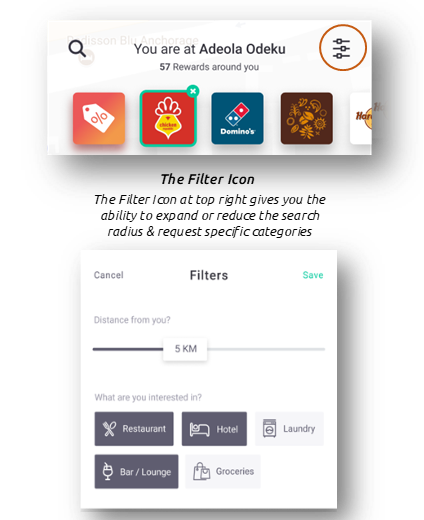 Radisson Blu Anchorage
You are at Adeola Odeku
57 Rewards around you
%
chicken
Domino's
Hard
The Filter Icon
The Filter Icon at top right gives you the
ability to expand or reduce the search
radius & request specific categories
Cancel Filters Save
Distance from you?
5 KM
What are you interested in?
Restaurant Hotel Laundry
Bar / Lounge Groceries